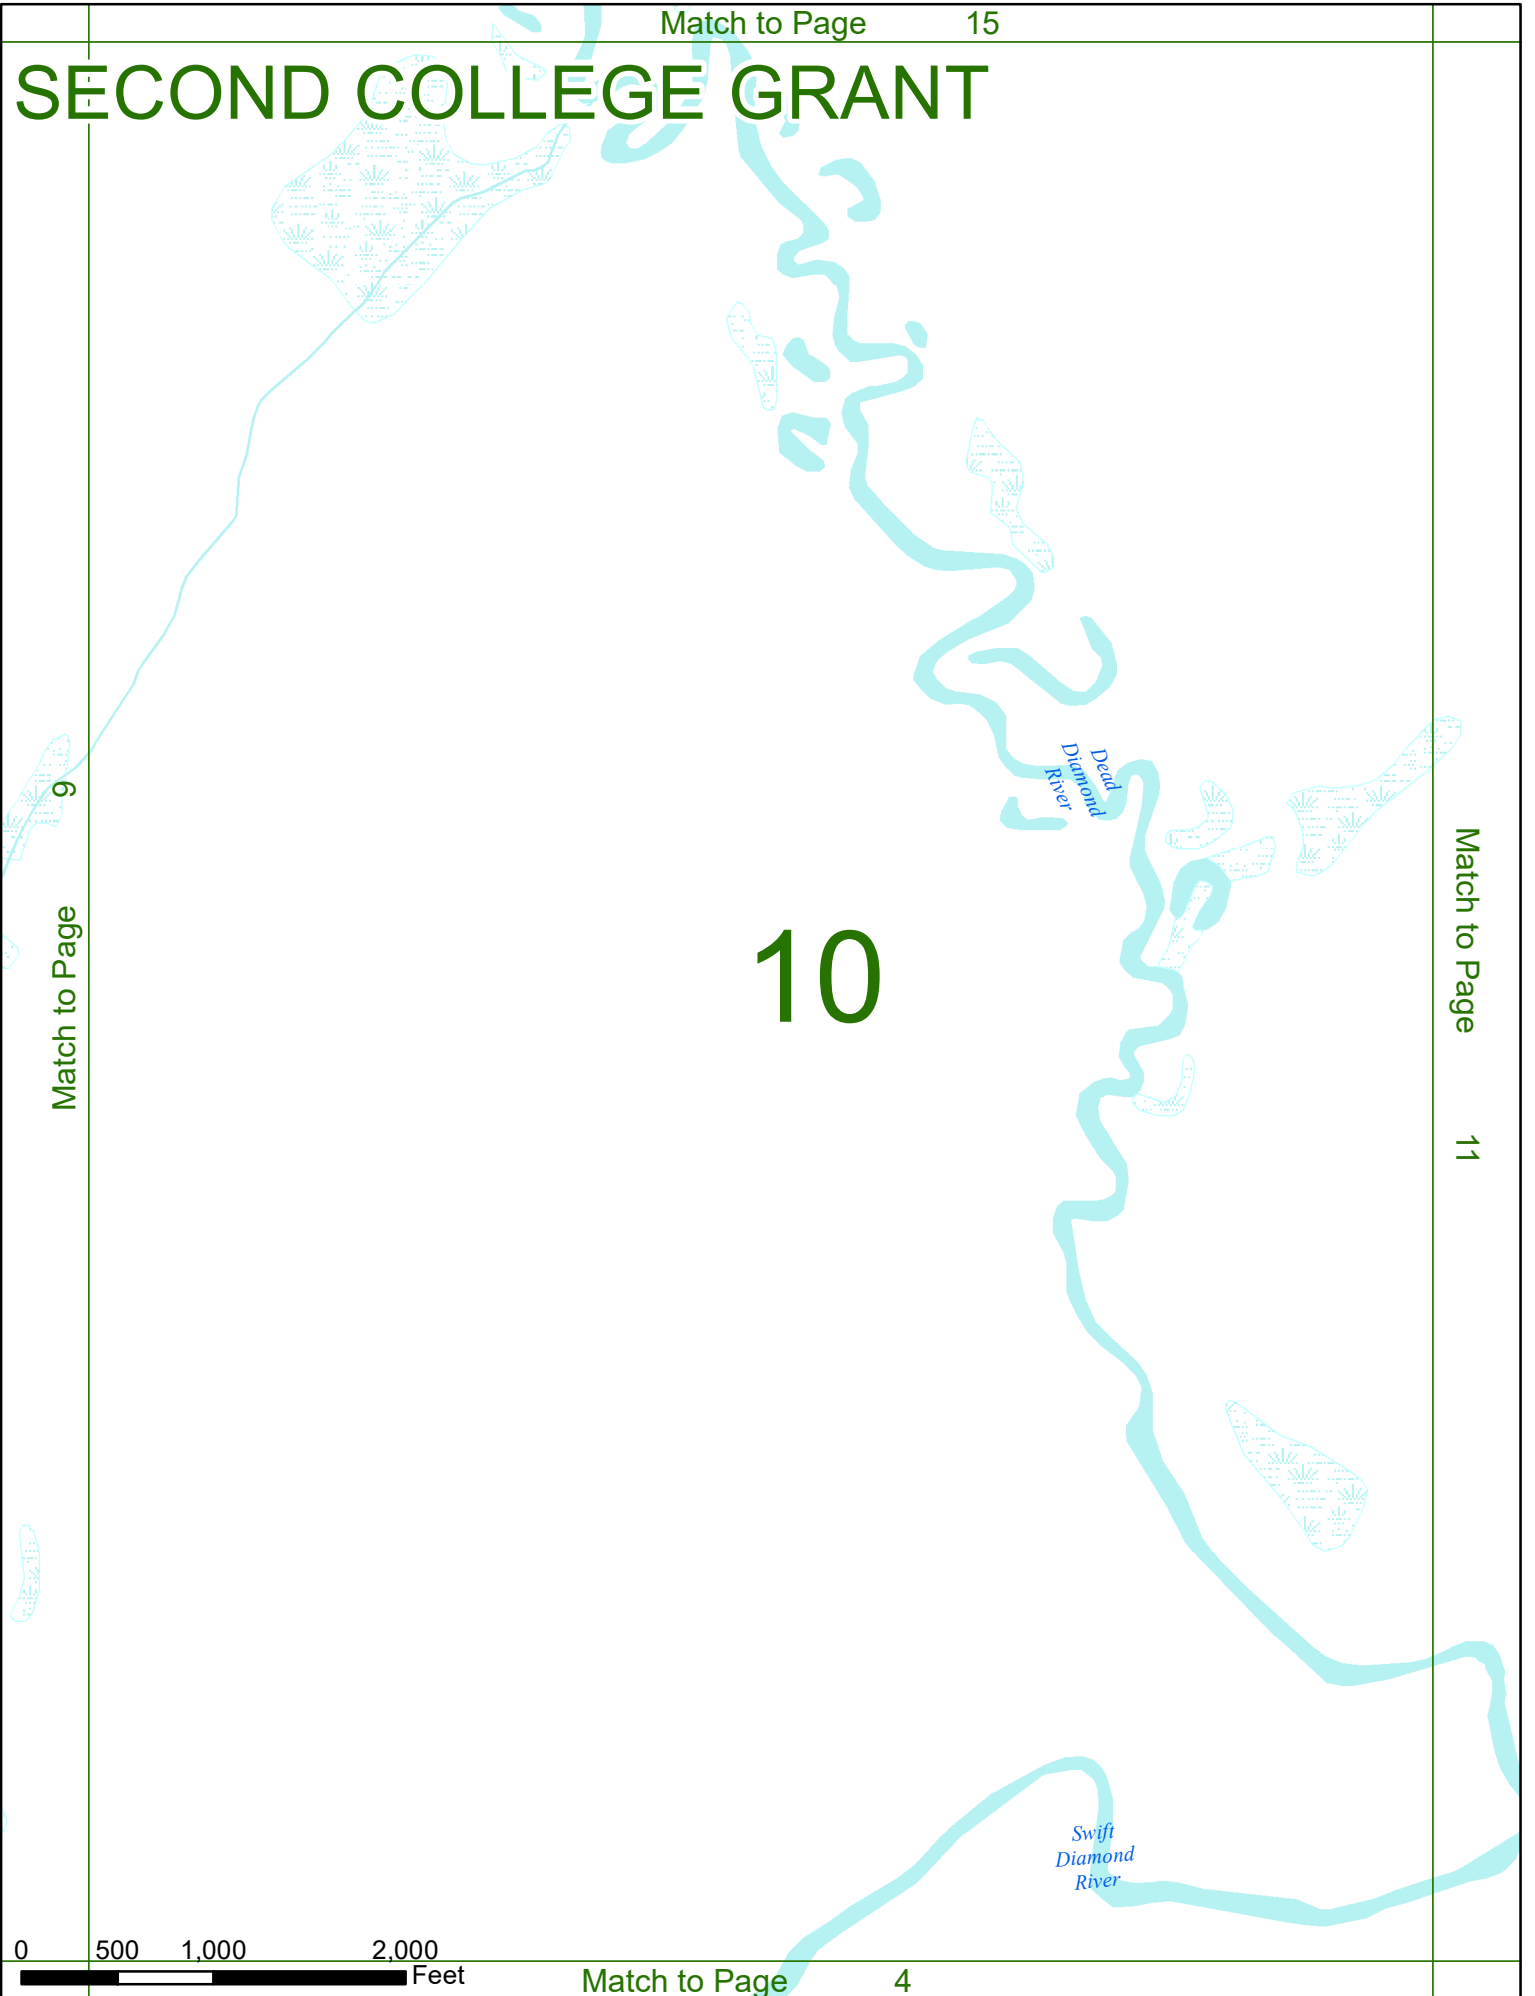 Match to Page 15
SECOND COLLEGE GRANT
Dead
Diamond
River
9
Match to Page
10
Match to Page
11
Swift
Diamond
River
0 500 1,000 2,000
Feet
Match to Page 4